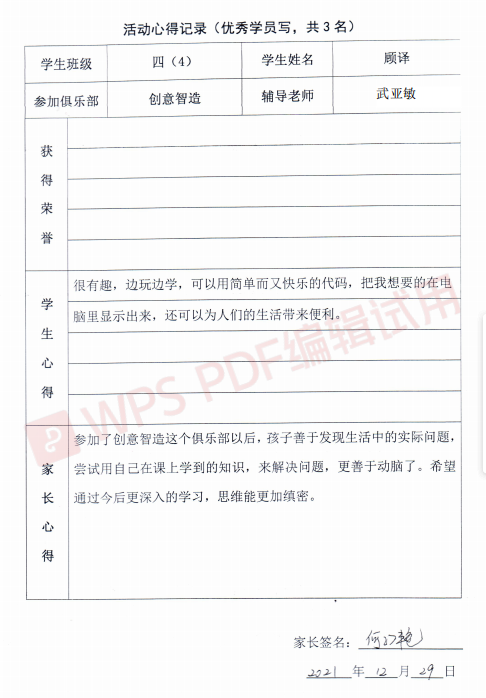 活动心得记录（优秀学员写，共3名）
学生班级 四（4） 学生姓名 顾译
参加俱乐部 创意智造 辅导老师 武亚敏
获得荣誉
学生心得
很有趣，边玩边学，可以用简单而又快乐的代码，把我想要的在电
脑里显示出来，还可以为人们的生活带来便利。
WPS PDF编辑试用
家长心得
参加了创意智造这个俱乐部以后，孩子善于发现生活中的实际问题，
尝试用自己在课上学到的知识，来解决问题，更善于动脑了。希望
通过今后更深入的学习，思维能更加缜密。
家长签名：何
2021 年 12 月 29 日